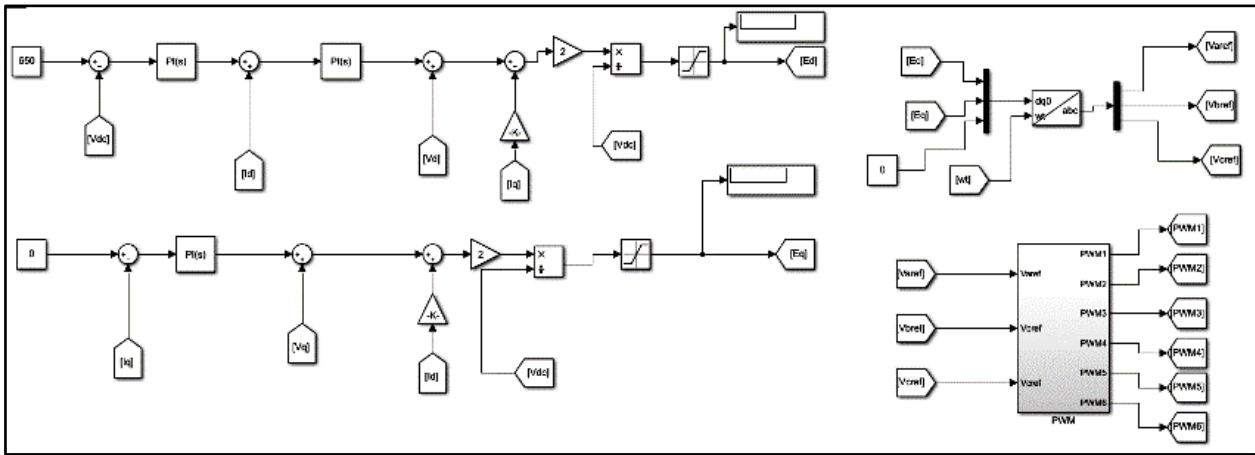 650
PI(s)
PI(s)
2
×
÷
[Ed]
[Vdc]
[Id]
[Vd]
-K-
[Iq]
[Vdc]
0
PI(s)
2
×
÷
[Eq]
[Iq]
[Vq]
-K-
[Id]
[Vdc]
[Ed]
[Eq]
0
[wt]
dq0
wt
abc
[Varef]
[Vbref]
[Vcref]
[Varef]
[Vbref]
[Vcref]
Varef
Vbref
Vcref
PWM1
PWM2
PWM3
PWM4
PWM5
PWM6
PWM
[PWM1]
[PWM2]
[PWM3]
[PWM4]
[PWM5]
[PWM6]